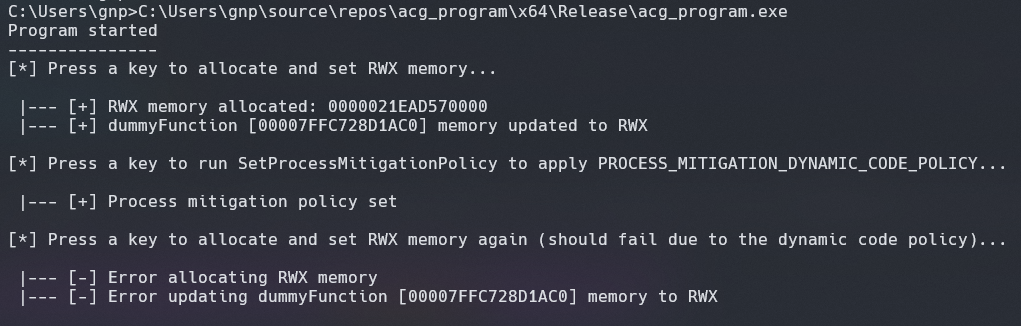 C:\Users\gnp>C:\Users\gnp\source\repos\acg_program\x64\Release\acg_program.exe
Program started
---------------
[*] Press a key to allocate and set RWX memory...
|--- [+] RWX memory allocated: 0000021EAD570000
|--- [+] dummyFunction [00007FFC728D1AC0] memory updated to RWX
[*] Press a key to run SetProcessMitigationPolicy to apply PROCESS_MITIGATION_DYNAMIC_CODE_POLICY...
|--- [+] Process mitigation policy set
[*] Press a key to allocate and set RWX memory again (should fail due to the dynamic code policy)...
|--- [-] Error allocating RWX memory
|--- [-] Error updating dummyFunction [00007FFC728D1AC0] memory to RWX